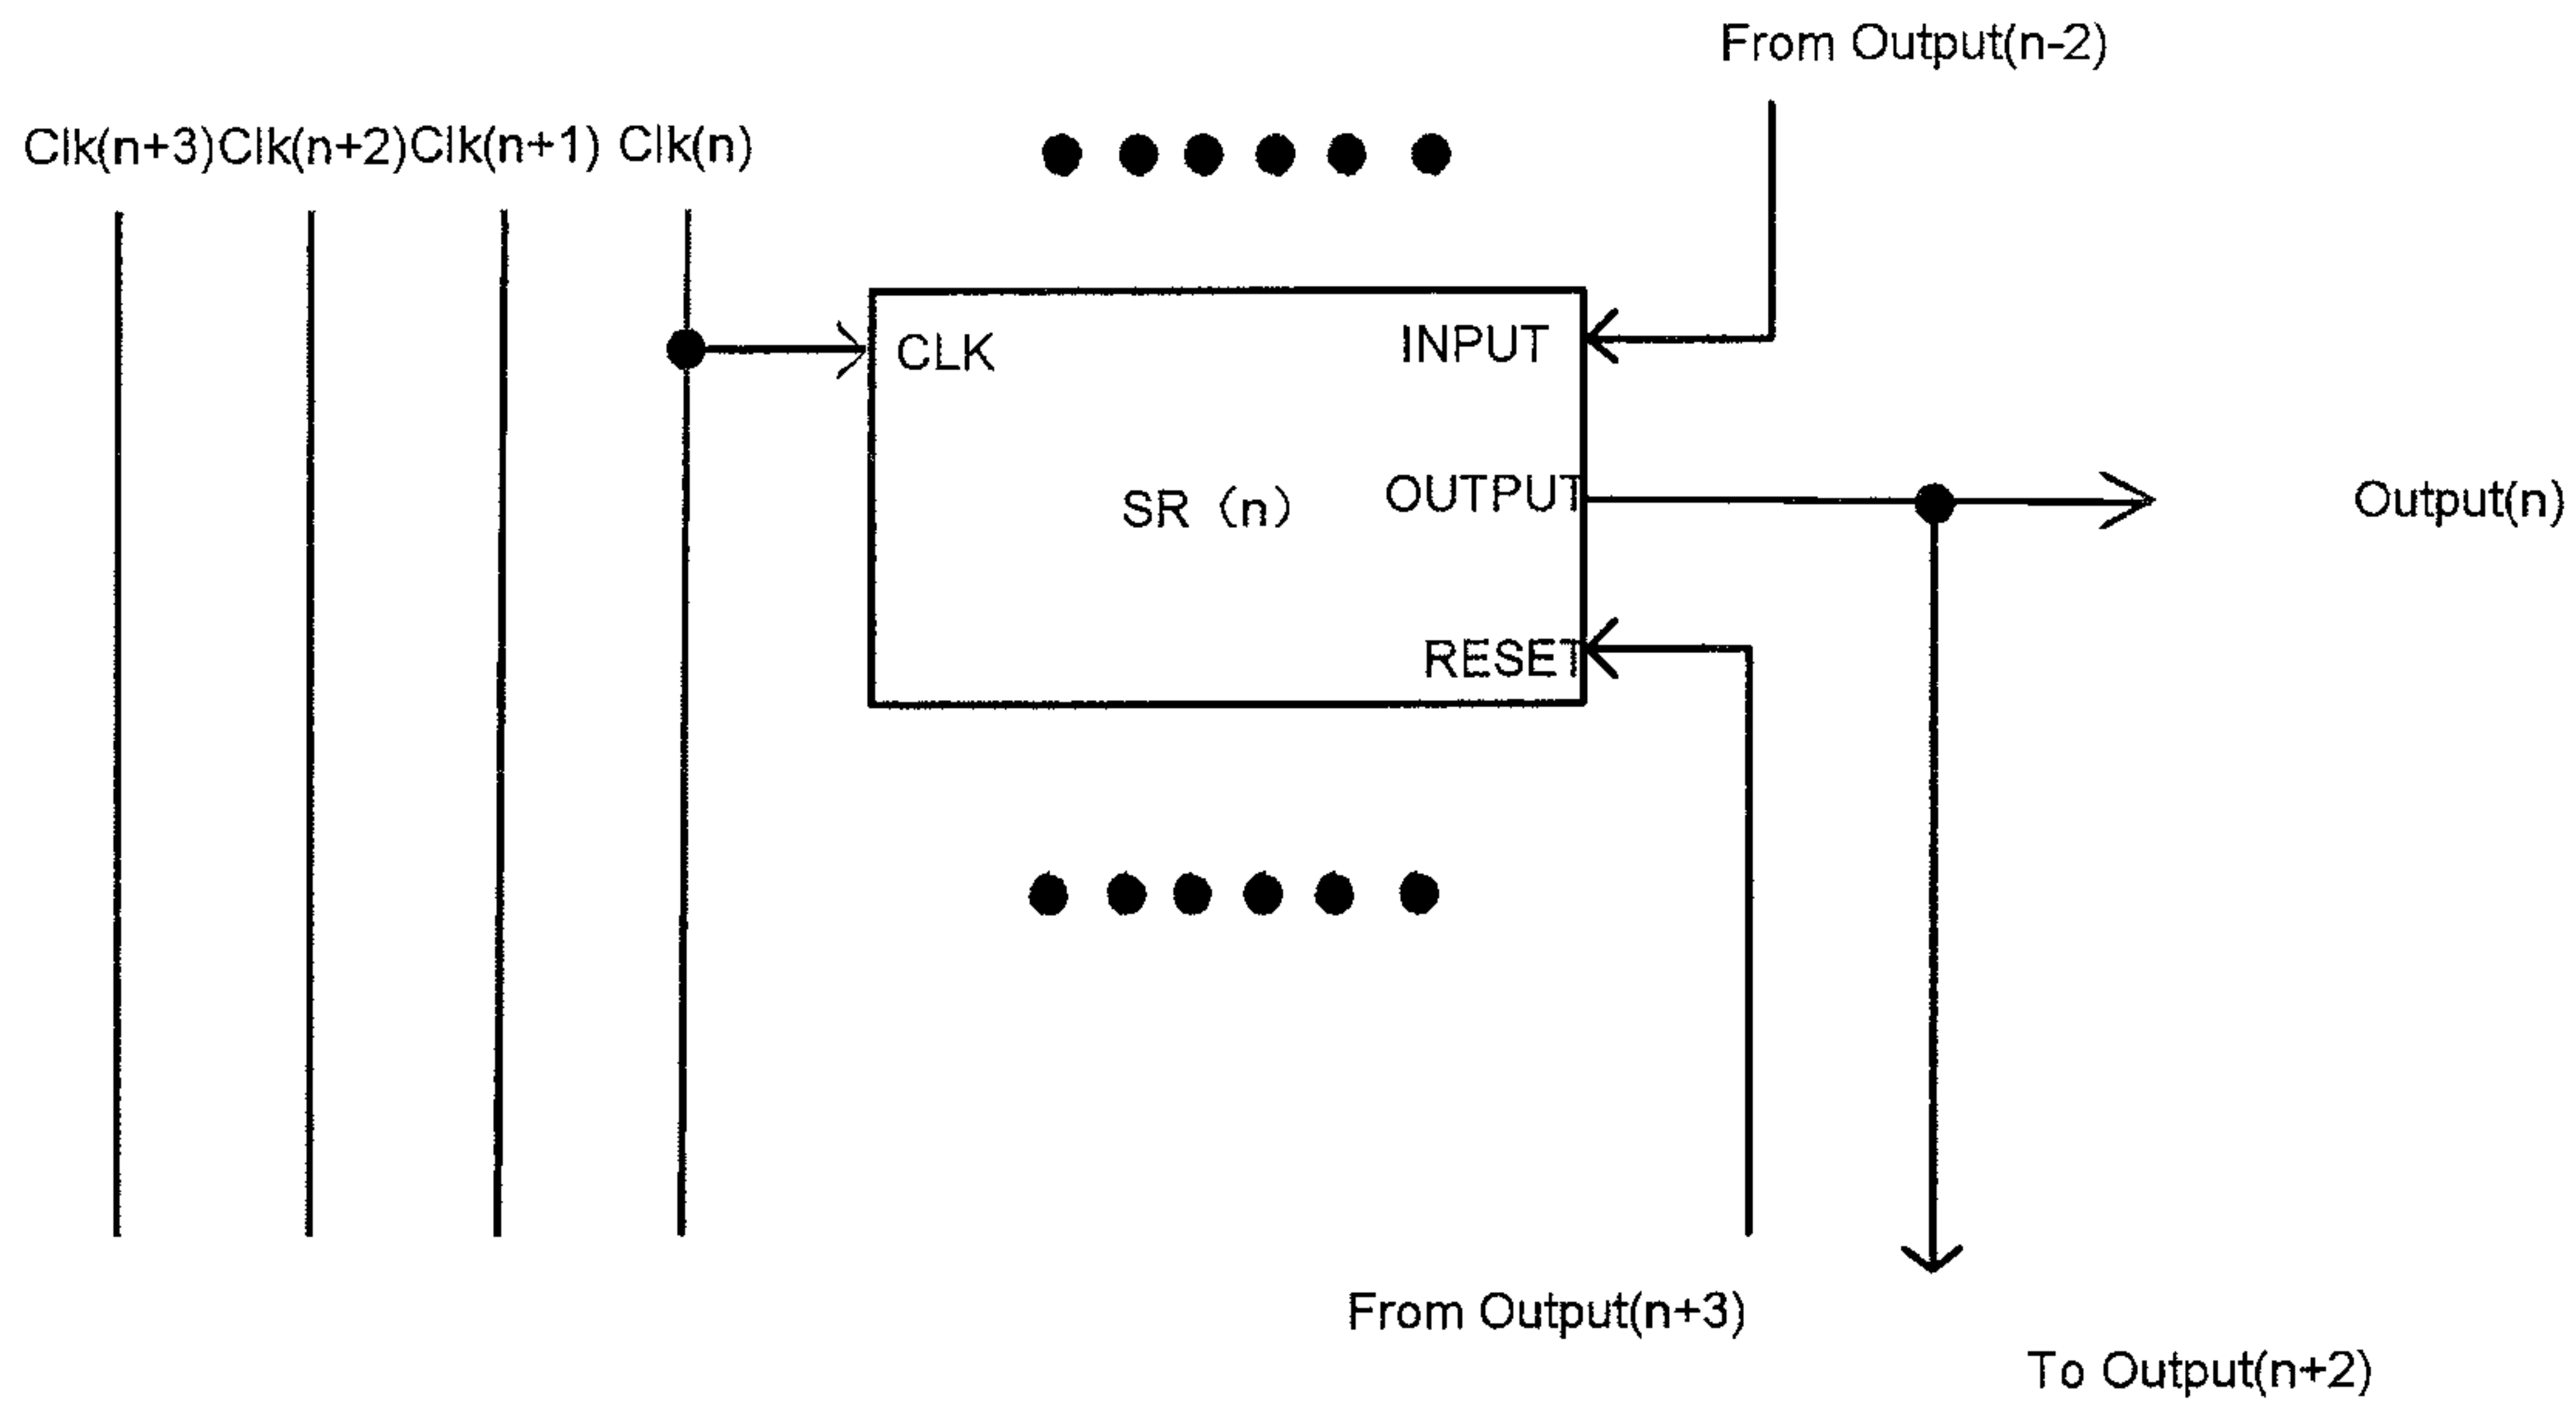 From Output(n-2)
Clk(n+3) Clk(n+2) Clk(n+1) Clk(n)
CLK
INPUT
SR（n）
OUTPUT
Output(n)
RESET
From Output(n+3)
To Output(n+2)